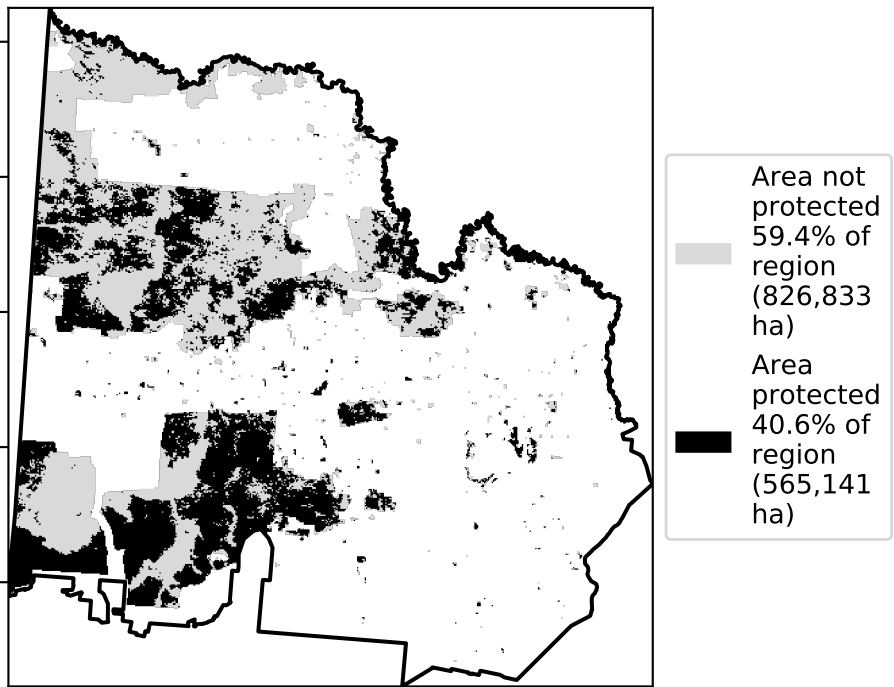 Area not
protected
59.4% of
region
(826,833
ha)
Area
protected
40.6% of
region
(565,141
ha)